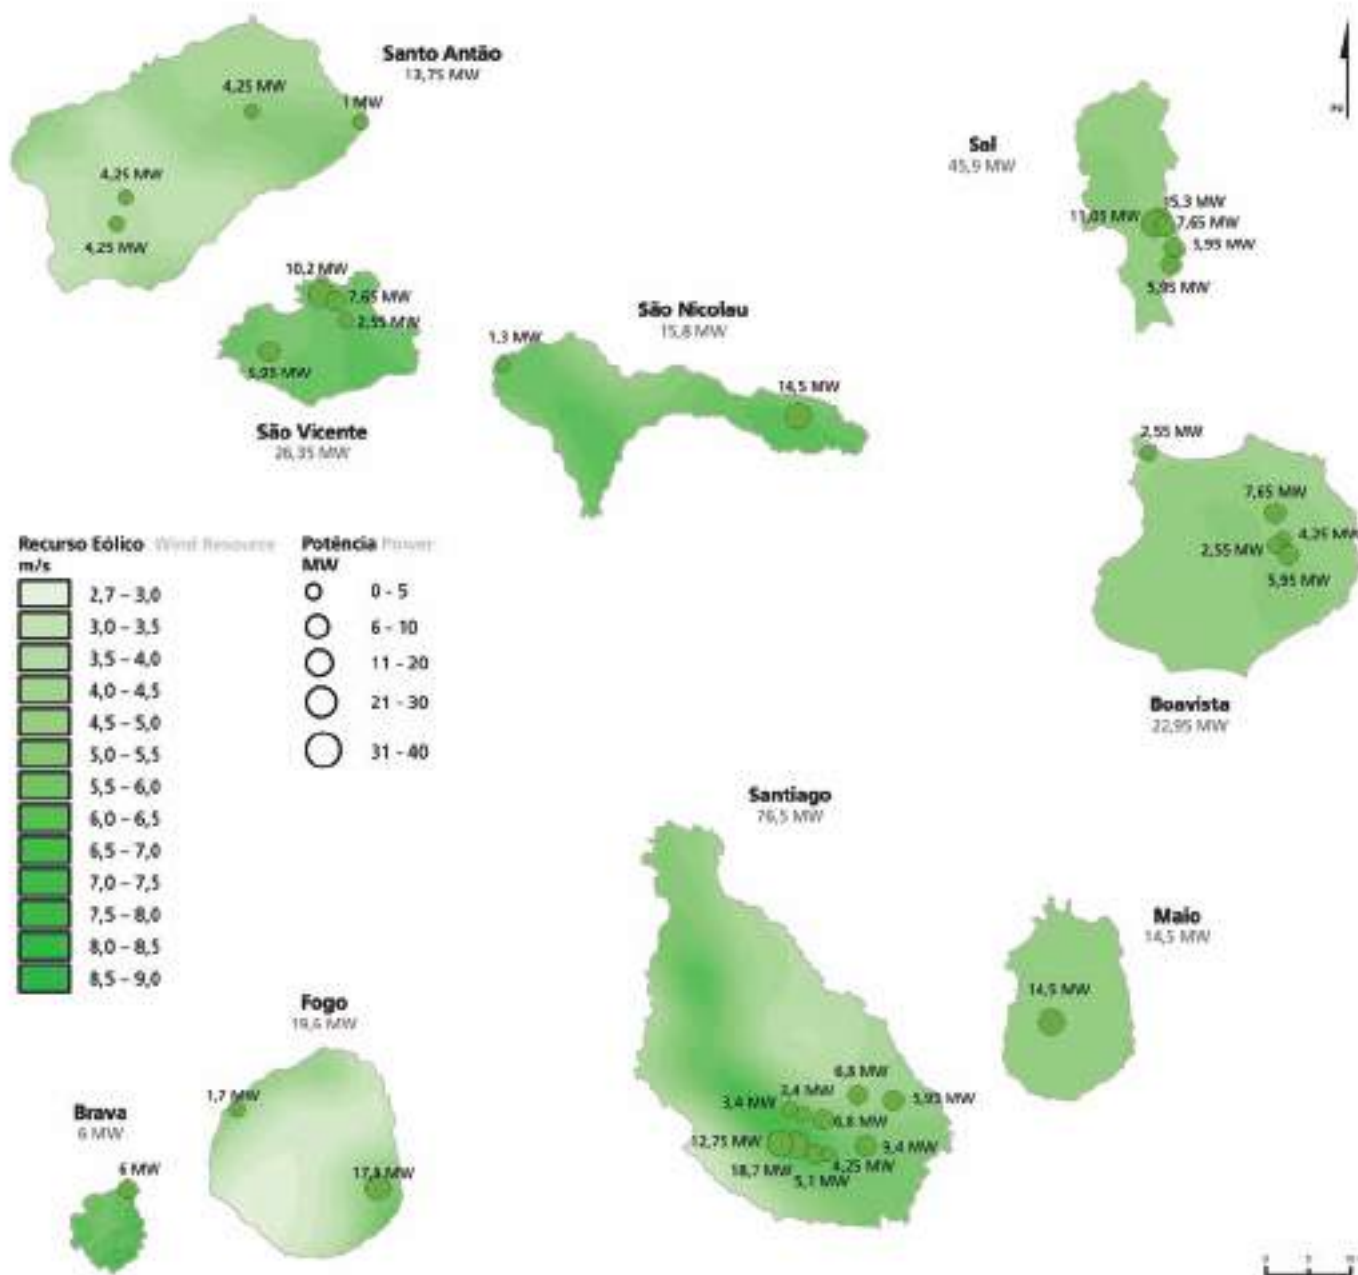 Santo Antão
13,75 MW
4,25 MW
1 MW
4,25 MW
4,25 MW
Sal
45,9 MW
11,05 MW
15,3 MW
7,65 MW
5,95 MW
5,95 MW
10,2 MW
7,65 MW
2,55 MW
5,95 MW
São Vicente
26,35 MW
São Nicolau
15,8 MW
1,3 MW
14,5 MW
2,55 MW
7,65 MW
4,25 MW
2,55 MW
5,95 MW
Boavista
22,95 MW
Recurso Eólico Wind Resource
m/s
2,7 – 3,0
3,0 – 3,5
3,5 – 4,0
4,0 – 4,5
4,5 – 5,0
5,0 – 5,5
5,5 – 6,0
6,0 – 6,5
6,5 – 7,0
7,0 – 7,5
7,5 – 8,0
8,0 – 8,5
8,5 – 9,0
Potência Power
MW
0 - 5
6 - 10
11 - 20
21 - 30
31 - 40
Santiago
76,5 MW
6,8 MW
3,4 MW
3,4 MW
5,95 MW
6,8 MW
12,75 MW
9,4 MW
18,7 MW
4,25 MW
5,1 MW
Maio
14,5 MW
14,5 MW
Fogo
19,6 MW
1,7 MW
Brava
6 MW
6 MW